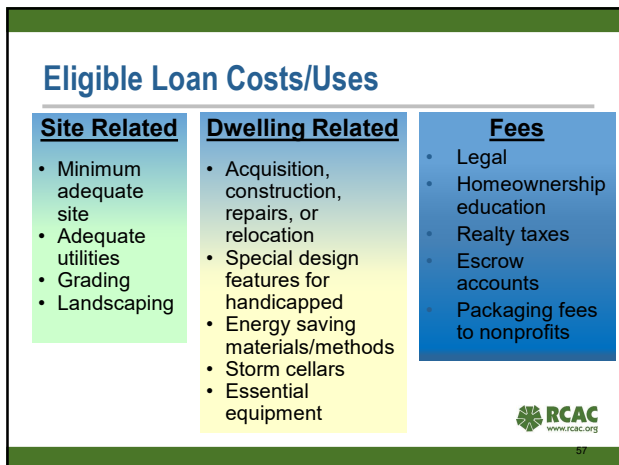 Eligible Loan Costs/Uses
Site Related
• Minimum
adequate
site
• Adequate
utilities
• Grading
• Landscaping
Dwelling Related
• Acquisition,
construction,
repairs, or
relocation
• Special design
features for
handicapped
• Energy saving
materials/methods
• Storm cellars
• Essential
equipment
Fees
• Legal
• Homeownership
education
• Realty taxes
• Escrow
accounts
• Packaging fees
to nonprofits
RCAC
www.rcac.org
57